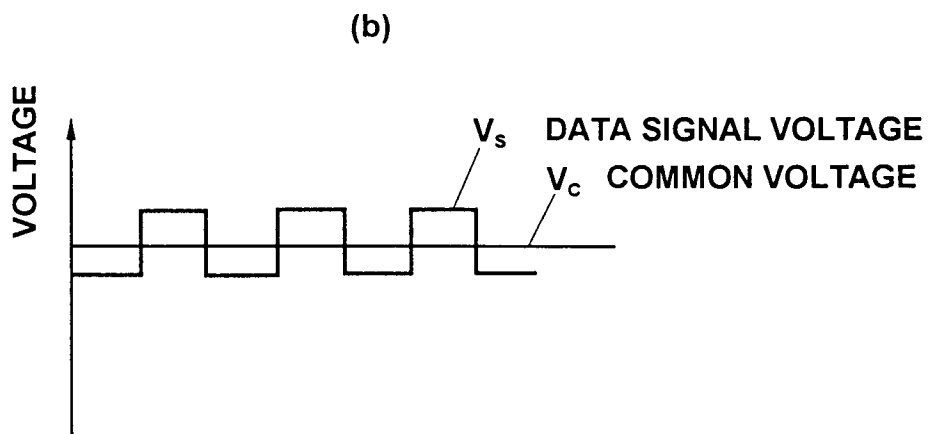 (b)
VOLTAGE
Vs DATA SIGNAL VOLTAGE
Vc COMMON VOLTAGE